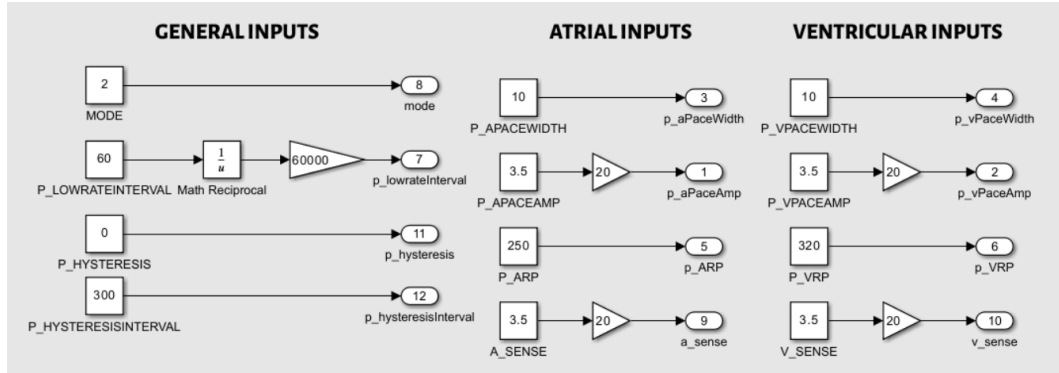 GENERAL INPUTS
2
MODE
8
mode
60
P_LOWRATEINTERVAL
1
u
Math Reciprocal
60000
7
p_lowrateInterval
0
P_HYSTERESIS
11
p_hysteresis
300
P_HYSTERESISINTERVAL
12
p_hysteresisInterval
ATRIAL INPUTS
10
P_APACEWIDTH
3
p_aPaceWidth
3.5
P_APACEAMP
20
1
p_aPaceAmp
250
P_ARP
5
p_ARP
3.5
A_SENSE
20
9
a_sense
VENTRICULAR INPUTS
10
P_VPACEWIDTH
4
p_vPaceWidth
3.5
P_VPACEAMP
20
2
p_vPaceAmp
320
P_VRP
6
p_VRP
3.5
V_SENSE
20
10
v_sense